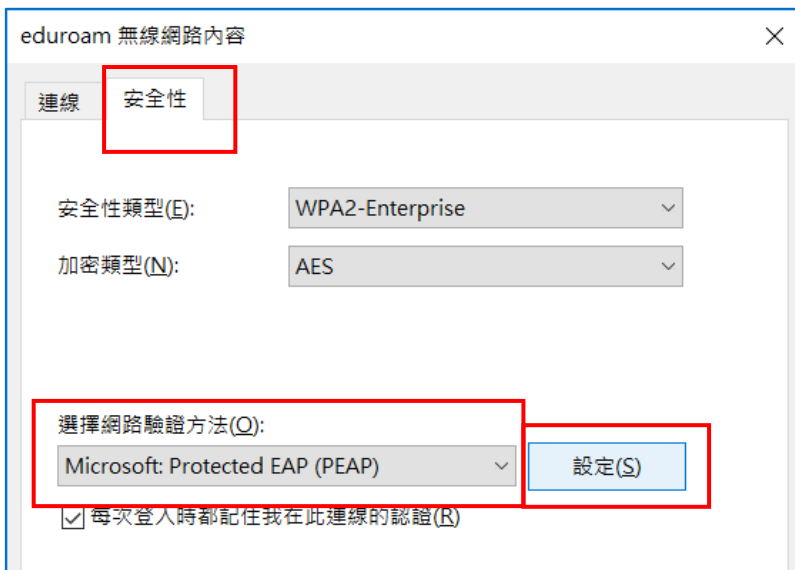 eduroam 無線網路內容
連線 安全性
安全性類型(E): WPA2-Enterprise
加密類型(N): AES
選擇網路驗證方法(O):
Microsoft: Protected EAP (PEAP) 設定(S)
每次登入時都記住我在此連線的認證(R)